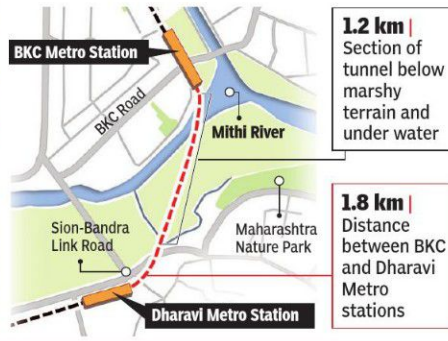 BKC Metro Station
BKC Road
Mithi River
Sion-Bandra
Link Road
Maharashtra
Nature Park
Dharavi Metro Station
1.2 km |
Section of
tunnel below
marshy
terrain and
under water
1.8 km |
Distance
between BKC
and Dharavi
Metro
stations